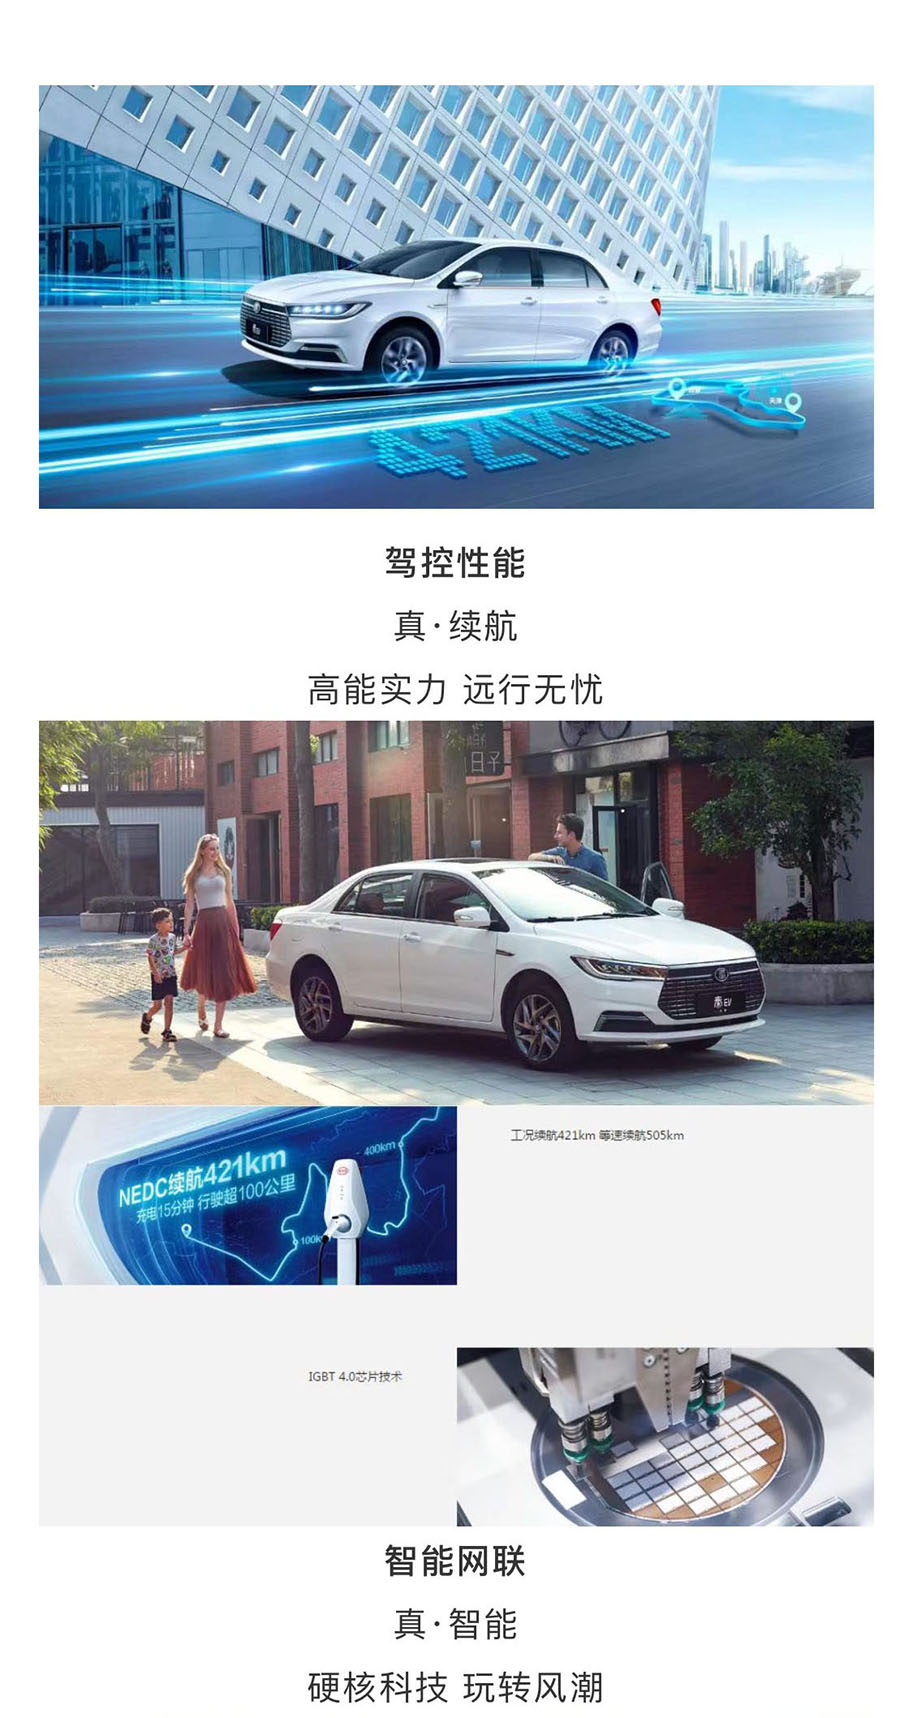 421KM
天津
驾控性能
真·续航
高能实力 远行无忧
日子
秦EV
工况续航421km 等速续航505km
400km
NEDC续航421km
充电15分钟 行驶超100公里
100k
IGBT 4.0芯片技术
智能网联
真·智能
硬核科技 玩转风潮